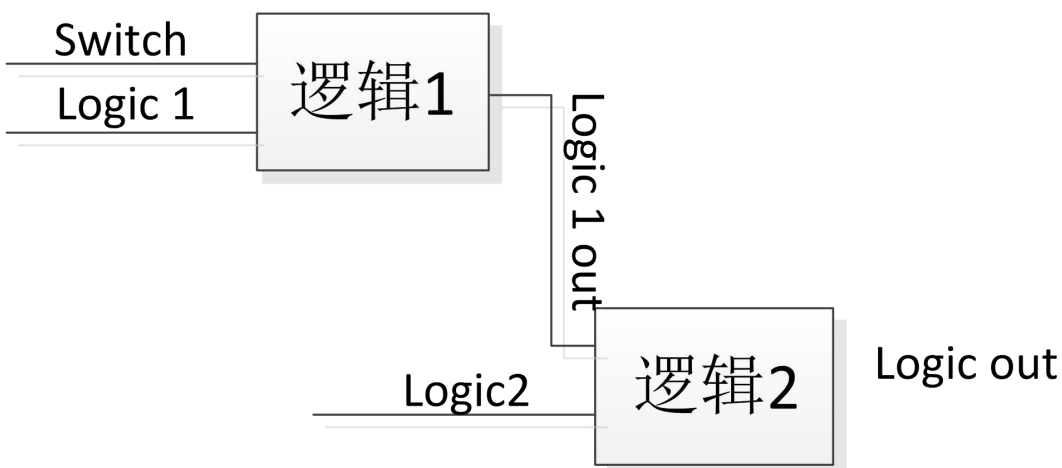 Switch
Logic 1
逻辑1
Logic 1 out
Logic2
逻辑2
Logic out